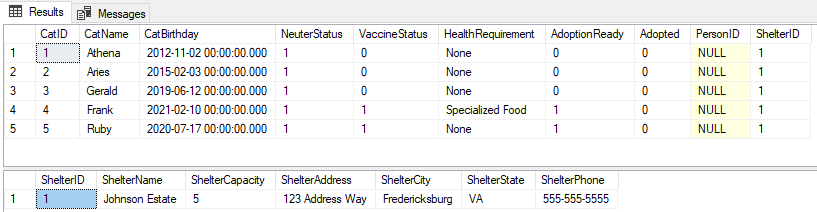 Results Messages
CatID CatName CatBirthday NeuterStatus VaccineStatus HealthRequirement AdoptionReady Adopted PersonID ShelterID
1 1 Athena 2012-11-02 00:00:00.000 1 0 None 0 0 NULL 1
2 2 Aries 2015-02-03 00:00:00.000 1 0 None 0 0 NULL 1
3 3 Gerald 2019-06-12 00:00:00.000 1 0 None 0 0 NULL 1
4 4 Frank 2021-02-10 00:00:00.000 1 1 Specialized Food 1 0 NULL 1
5 5 Ruby 2020-07-17 00:00:00.000 1 1 None 1 0 NULL 1
ShelterID ShelterName ShelterCapacity ShelterAddress ShelterCity ShelterState ShelterPhone
1 1 Johnson Estate 5 123 Address Way Fredericksburg VA 555-555-5555